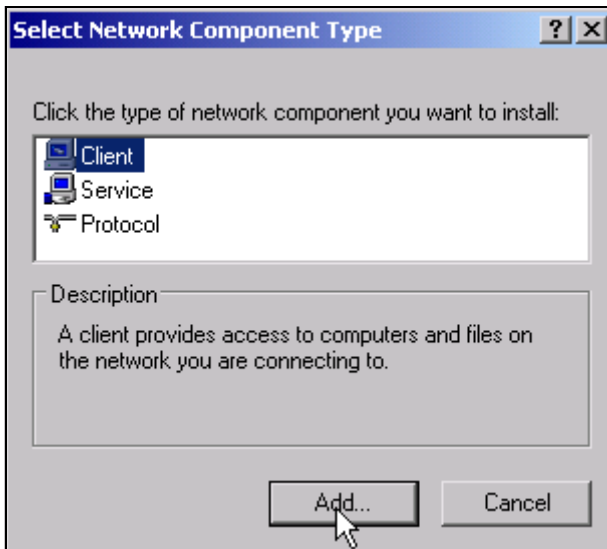 Select Network Component Type
Click the type of network component you want to install:
Client
Service
Protocol
Description
A client provides access to computers and files on
the network you are connecting to.
Add... Cancel